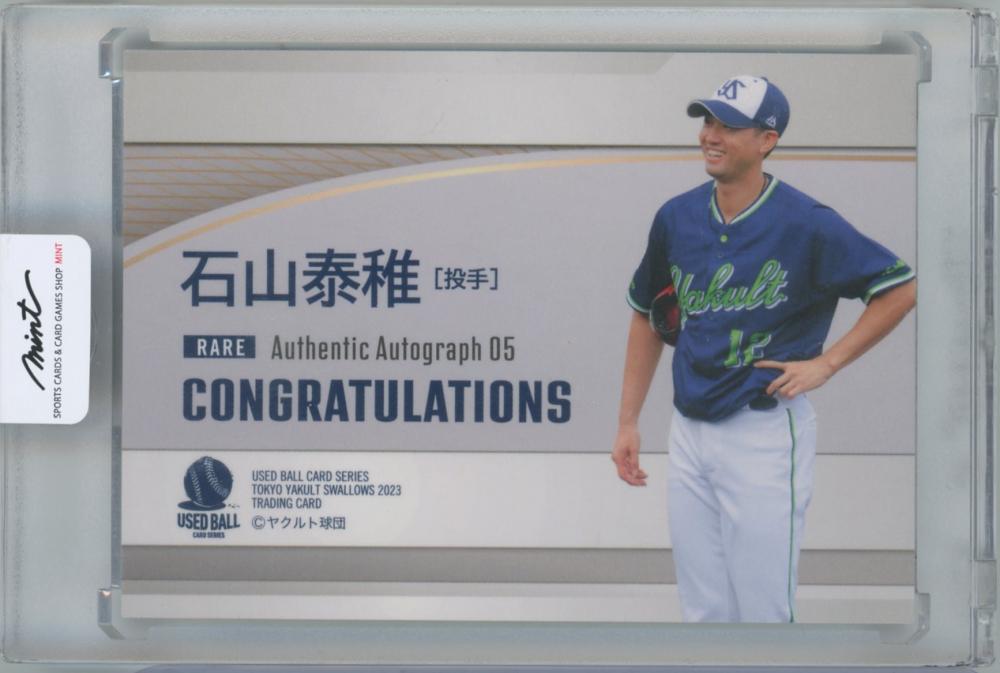 石山泰稚 [投手]
RARE Authentic Autograph 05
CONGRATULATIONS
USED BALL
CARD SERIES
USED BALL CARD SERIES
TOKYO YAKULT SWALLOWS 2023
TRADING CARD
©ヤクルト球団
Yakult
12
YS
mint
SPORTS CARDS & CARD GAMES SHOP MINT